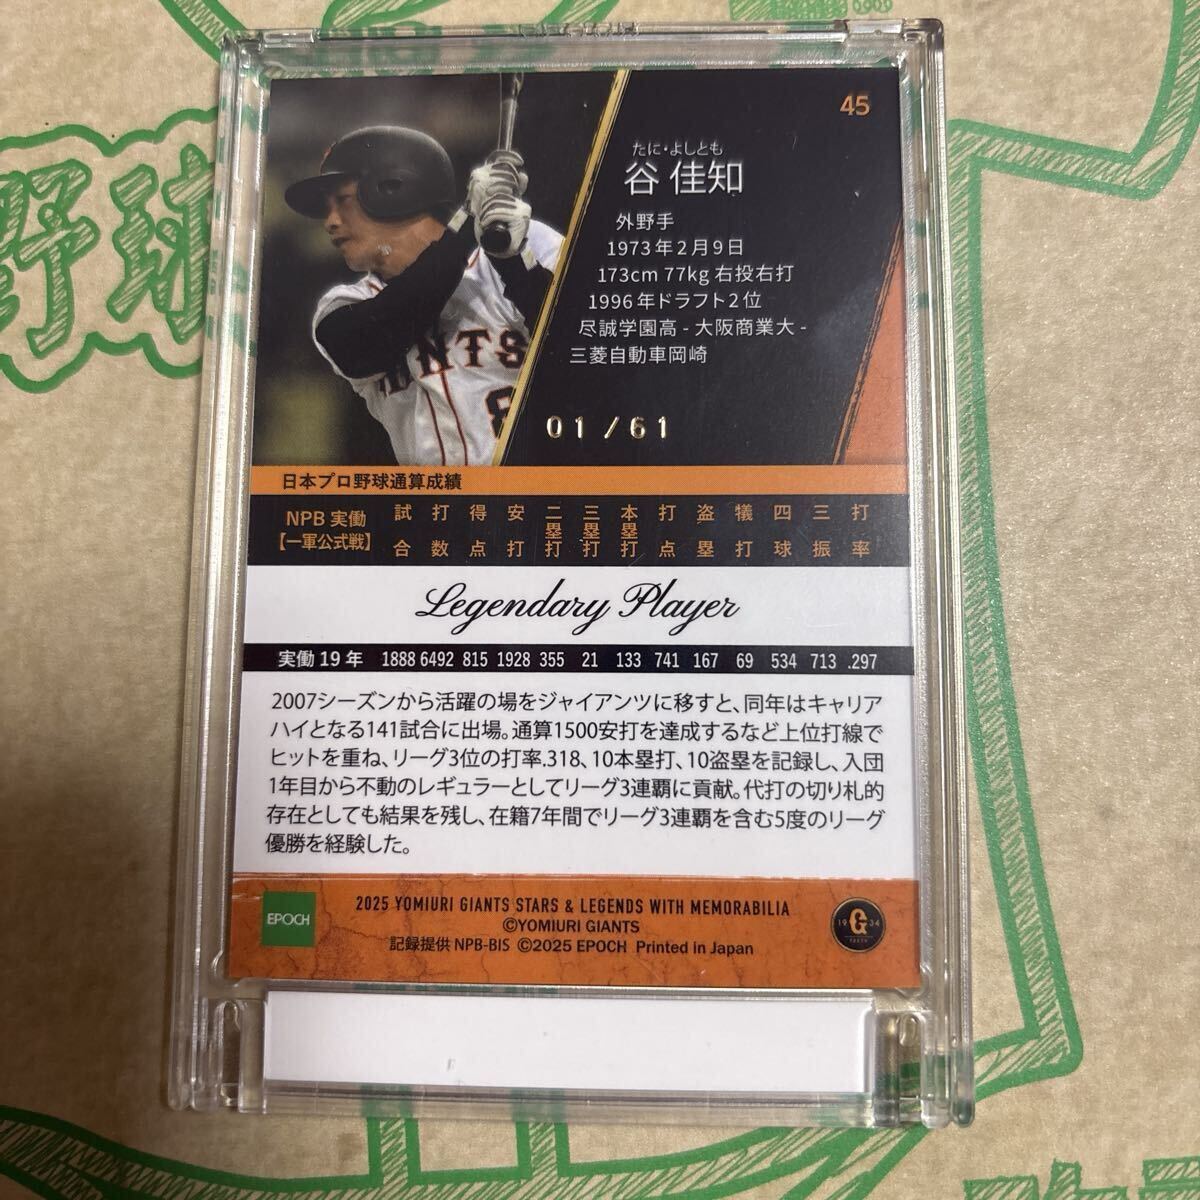 野球
45
たに・よしとも
谷 佳知
外野手
1973年2月9日
173cm 77kg 右投右打
1996年ドラフト2位
尽誠学園高 - 大阪商業大 -
三菱自動車岡崎
GIANTS
8
01/61
日本プロ野球通算成績
NPB 実働
【一軍公式戦】
試合 打数 得点 安打 二塁打 三塁打 本塁打 打点 盗塁 犠打 四球 三振 打率
Legendary Player
実働19年 1888 6492 815 1928 355 21 133 741 167 69 534 713 .297
2007シーズンから活躍の場をジャイアンツに移すと、同年はキャリア
ハイとなる141試合に出場。通算1500安打を達成するなど上位打線で
ヒットを重ね、リーグ3位の打率.318、10本塁打、10盗塁を記録し、入団
1年目から不動のレギュラーとしてリーグ3連覇に貢献。代打の切り札的
存在としても結果を残し、在籍7年間でリーグ3連覇を含む5度のリーグ
優勝を経験した。
EPOCH
2025 YOMIURI GIANTS STARS & LEGENDS WITH MEMORABILIA
©YOMIURI GIANTS
記録提供 NPB-BIS ©2025 EPOCH Printed in Japan
19 G 34